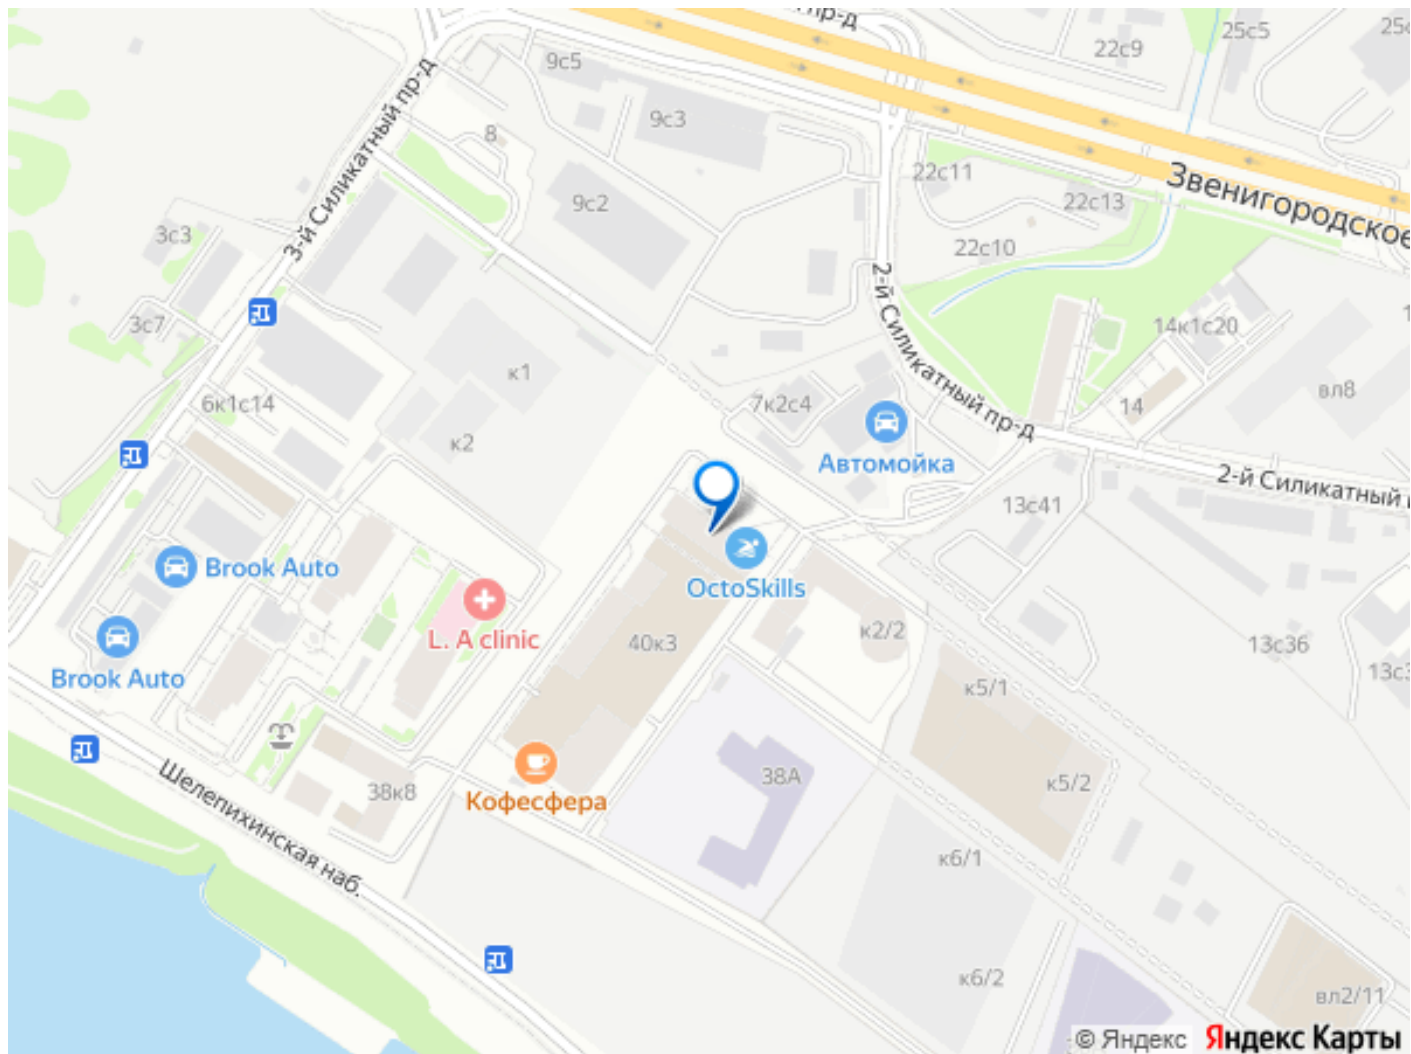 й пр-д
25с5
25
22с9
9с5
3-й Силикатный пр-д
9с3
8
22с11
Звенигородское
9с2
22с13
3с3
22с10
2-й Силикатный пр-д
3с7
14к1с20
к1
вл8
6к1с14
7к2с4
14
к2
Автомойка
2-й Силикатный
13с41
Brook Auto
OctoSkills
L. A clinic
40к3
к2/2
13с36
13с3
Brook Auto
к5/1
38А
к5/2
38к8
Кофесфера
Шелепихинская наб.
к6/1
к6/2
вл2/11
© Яндекс Яндекс Карты